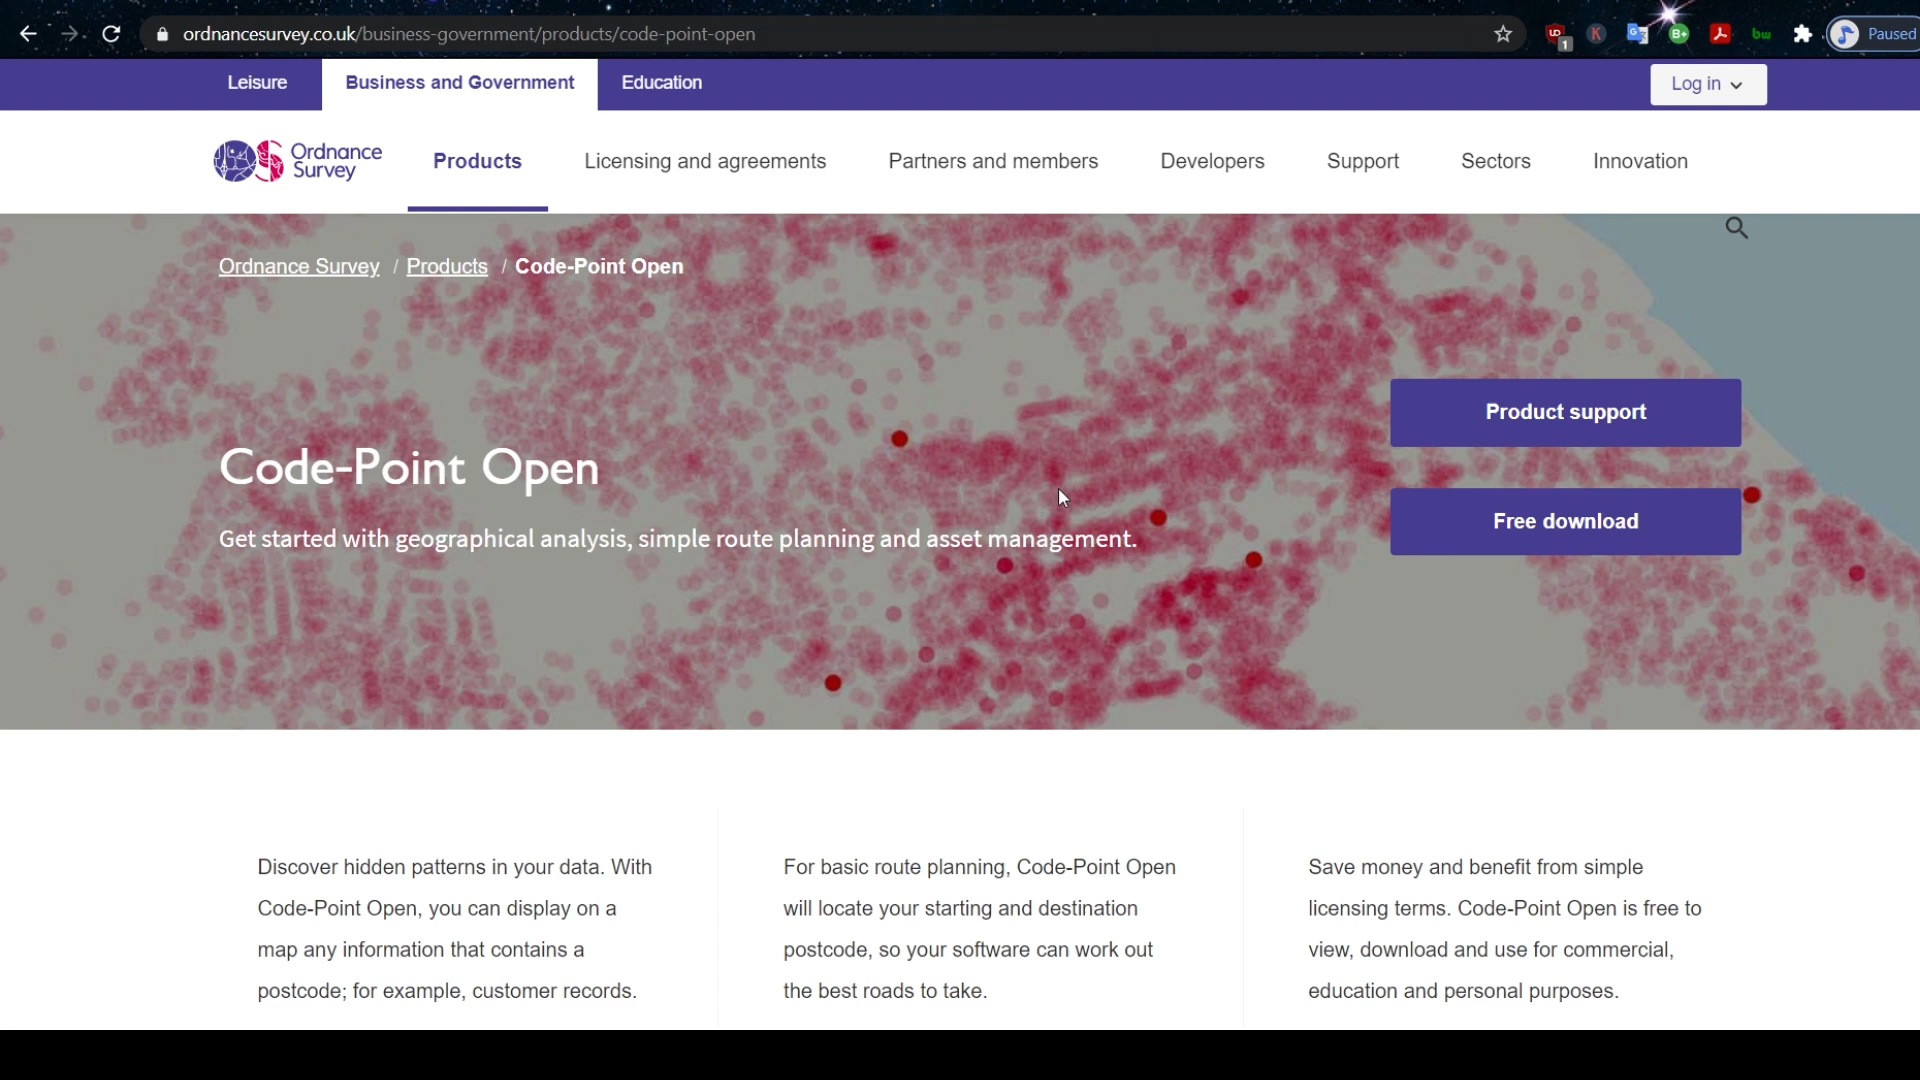 ordnancesurvey.co.uk/business-government/products/code-point-open
1
K
B+
bw
Paused
Leisure
Business and Government
Education
Log in
Ordnance
Survey
Products
Licensing and agreements
Partners and members
Developers
Support
Sectors
Innovation
Ordnance Survey / Products / Code-Point Open
Product support
Code-Point Open
Free download
Get started with geographical analysis, simple route planning and asset management.
Discover hidden patterns in your data. With
Code-Point Open, you can display on a
map any information that contains a
postcode; for example, customer records.
For basic route planning, Code-Point Open
will locate your starting and destination
postcode, so your software can work out
the best roads to take.
Save money and benefit from simple
licensing terms. Code-Point Open is free to
view, download and use for commercial,
education and personal purposes.